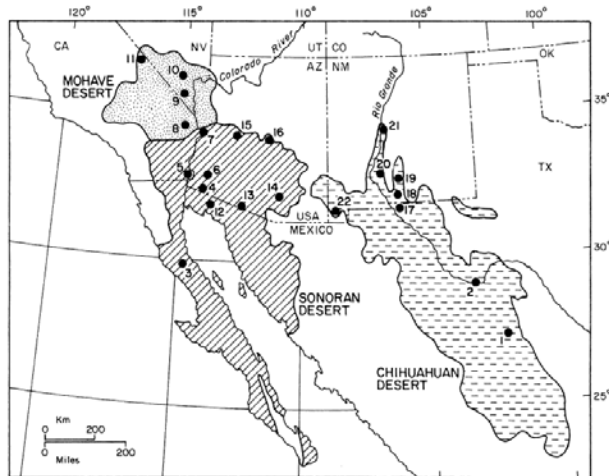 120° 115° 110° 105° 100°
CA NV UT CO OK
AZ NM
Colorado River
Rio Grande
MOHAVE
DESERT
11 10
9
8 7 15 16 21
35°
TX
5 6 20 19
4 18
12 13 14 22 17
USA
MEXICO
30°
3 2
SONORAN
DESERT
1
CHIHUAHUAN
DESERT
25°
Km
0 200
0 200
Miles